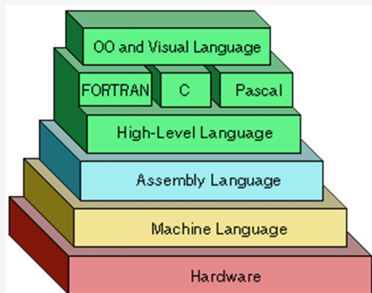 OO and Visual Language
FORTRAN C Pascal
High-Level Language
Assembly Language
Machine Language
Hardware